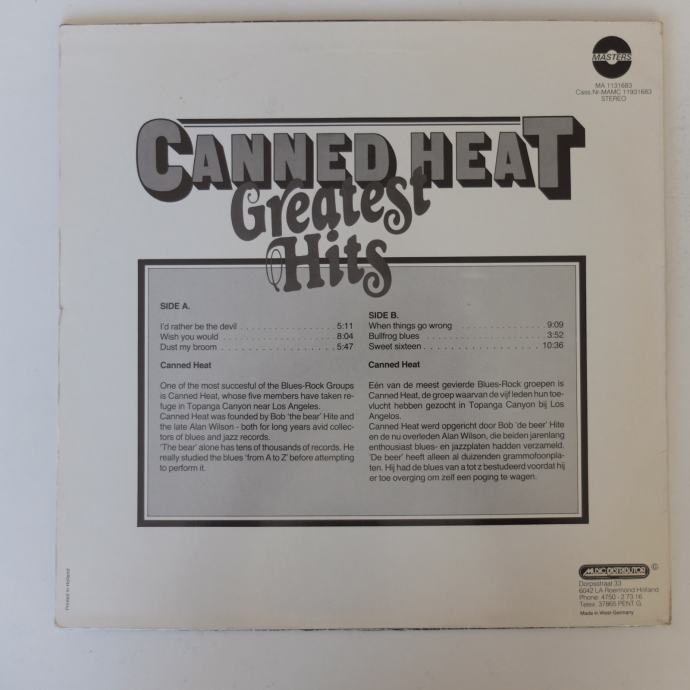 MASTERS
MA 1131683
Cass.Nr.MAMC 11931683
STEREO
CANNED HEAT
Greatest
Hits
SIDE A.
I'd rather be the devil . . . . . . . . . . . . . . . . . 5:11
Wish you would . . . . . . . . . . . . . . . . . . . . 8:04
Dust my broom . . . . . . . . . . . . . . . . . . . . 5:47
Canned Heat
One of the most succesful of the Blues-Rock Groups
is Canned Heat, whose five members have taken re-
fuge in Topanga Canyon near Los Angeles.
Canned Heat was founded by Bob 'the bear' Hite and
the late Alan Wilson - both for long years avid collec-
tors of blues and jazz records.
'The bear' alone has tens of thousands of records. He
really studied the blues 'from A to Z' before attempting
to perform it.
SIDE B.
When things go wrong . . . . . . . . . . . . . . . 9:09
Bullfrog blues . . . . . . . . . . . . . . . . . . . . . 3:52
Sweet sixteen . . . . . . . . . . . . . . . . . . . . 10:36
Canned Heat
Eén van de meest gevierde Blues-Rock groepen is
Canned Heat, de groep waarvan de vijf leden hun toe-
vlucht hebben gezocht in Topanga Canyon bij Los
Angelos.
Canned Heat werd opgericht door Bob 'de beer' Hite
en de nu overleden Alan Wilson, die beiden jarenlang
enthousiast blues- en jazzplaten hadden verzameld.
'De beer' heeft alleen al duizenden grammofoonpla-
ten. Hij had de blues van a tot z bestudeerd voordat hij
er toe overging om zelf een poging te wagen.
Printed in Holland
MUSIC DISTRIBUTOR ©
Dorpsstraat 33
6042 LA Roermond Holland
Phone: 4750 - 2 73 16
Telex: 37865 PENT G.
Made in West-Germany